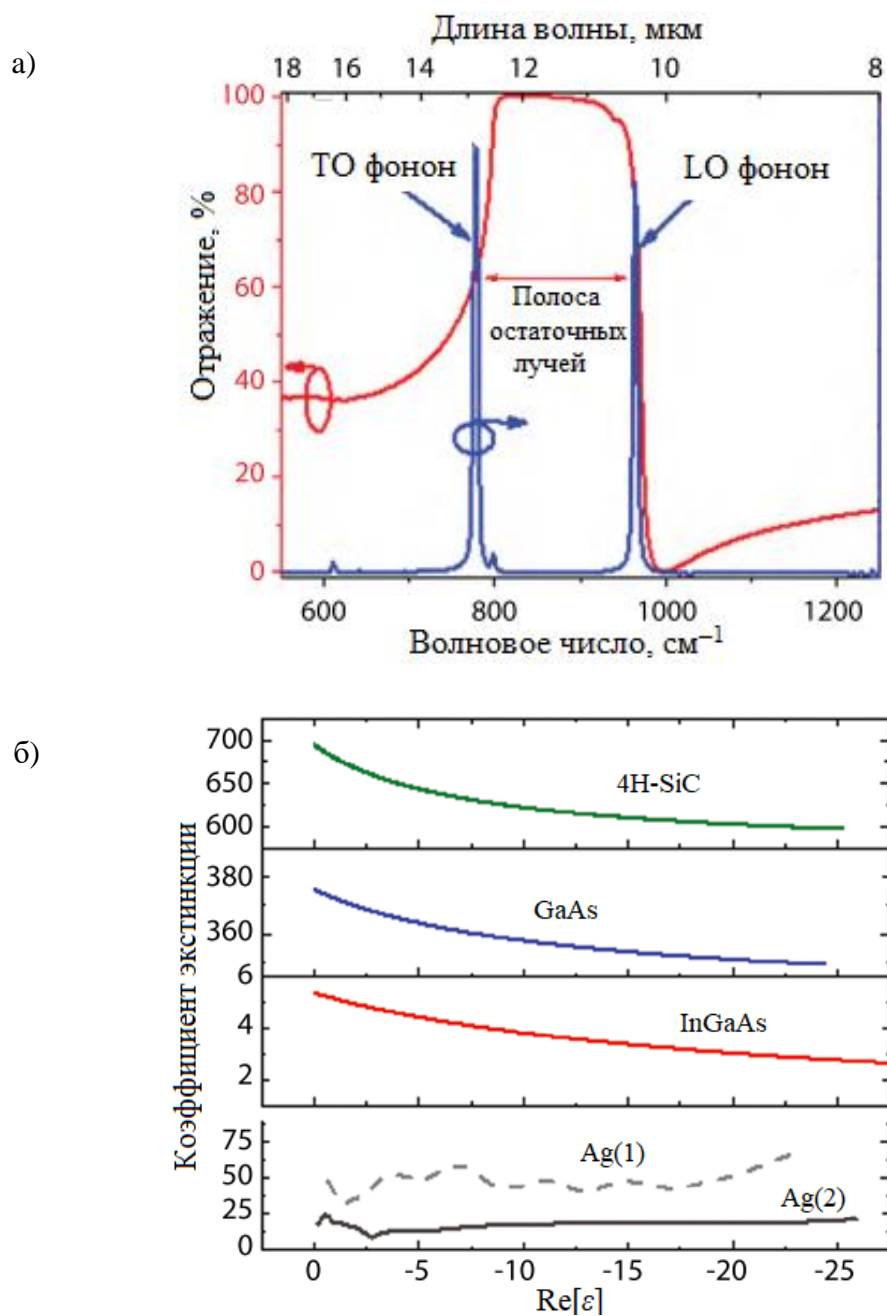 а)
Длина волны, мкм
18 16 14 12 10 8
Отражение, %
100
80
60
40
20
0
TO фонон
LO фонон
Полоса
остаточных
лучей
600 800 1000 1200
Волновое число, см⁻¹
б)
Коэффициент экстинкции
700
650
600
4H-SiC
380
360
GaAs
6
4
2
InGaAs
75
50
25
0
Ag(1)
Ag(2)
0 -5 -10 -15 -20 -25
Re[ε]